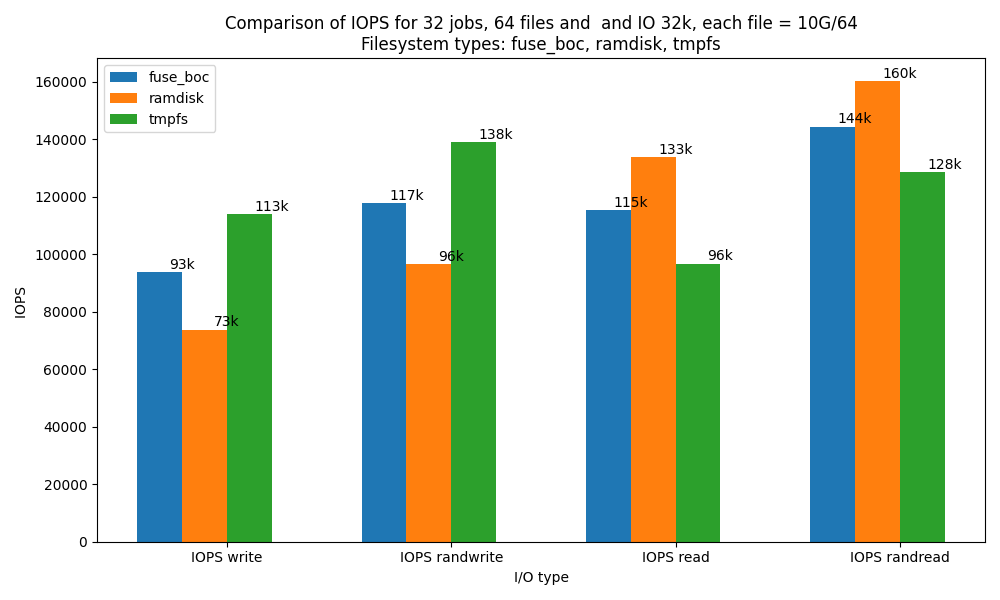 Comparison of IOPS for 32 jobs, 64 files and  and IO 32k, each file = 10G/64
Filesystem types: fuse_boc, ramdisk, tmpfs
fuse_boc
ramdisk
tmpfs
IOPS
160000
140000
120000
100000
80000
60000
40000
20000
0
93k
73k
113k
117k
96k
138k
115k
133k
96k
144k
160k
128k
IOPS write
IOPS randwrite
IOPS read
IOPS randread
I/O type